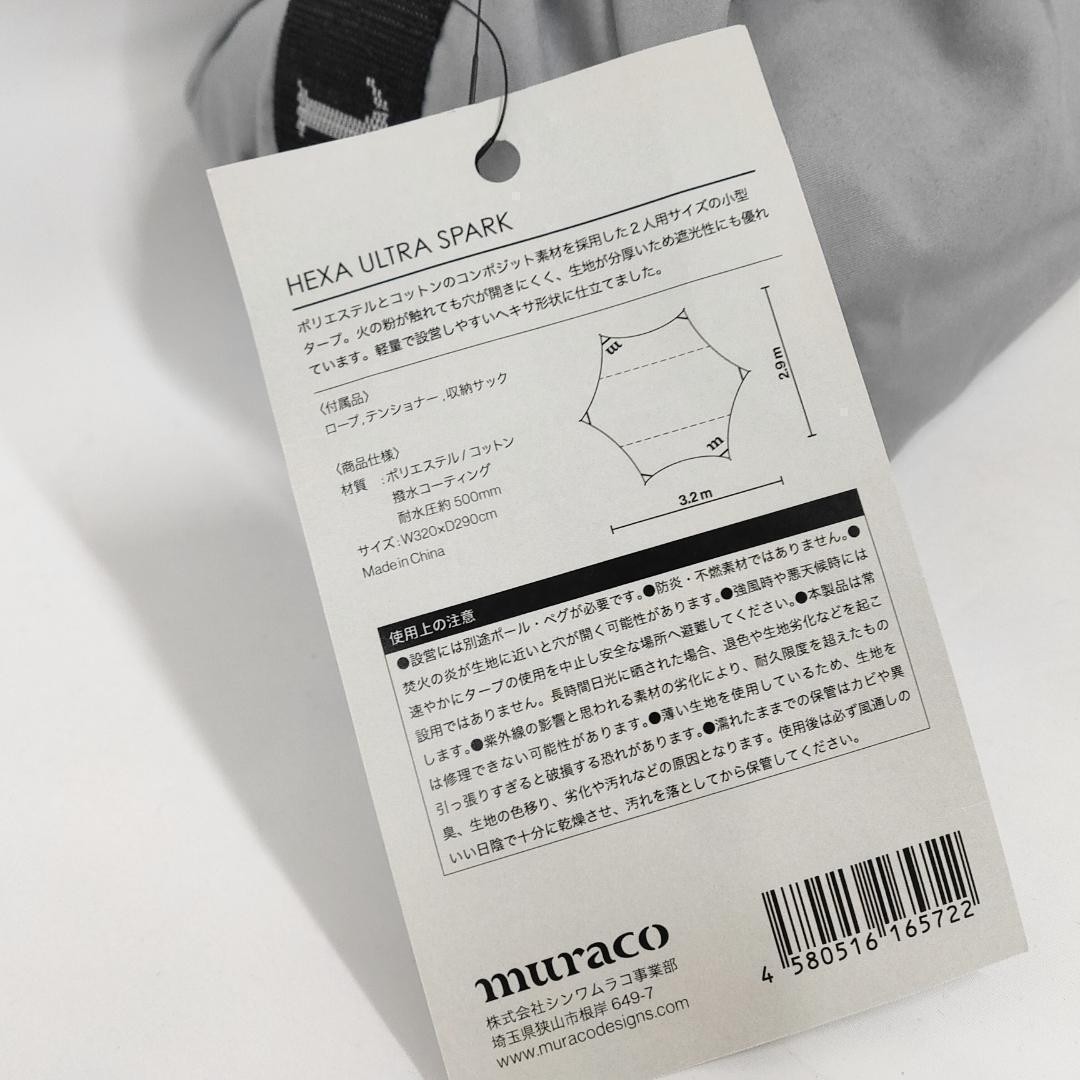 HEXA ULTRA SPARK
ポリエステルとコットンのコンポジット素材を採用した2人用サイズの小型
タープ。火の粉が触れても穴が開きにくく、生地が分厚いため遮光性にも優れ
ています。軽量で設営しやすいヘキサ形状に仕立てました。
〈付属品〉
ロープ,テンショナー,収納サック
〈商品仕様〉
材質 :ポリエステル/コットン
撥水コーティング
耐水圧約500mm
サイズ:W320×D290cm
Made in China
m
m
2.9m
3.2m
使用上の注意
●設営には別途ポール・ペグが必要です。●防炎・不燃素材ではありません。●
焚火の炎が生地に近いと穴が開く可能性があります。●強風時や悪天候時には
速やかにタープの使用を中止し安全な場所へ避難してください。●本製品は常
設用ではありません。長時間日光に晒された場合、退色や生地劣化などを起こ
します。●紫外線の影響と思われる素材の劣化により、耐久限度を超えたもの
は修理できない可能性があります。●薄い生地を使用しているため、生地を
引っ張りすぎると破損する恐れがあります。●濡れたままでの保管はカビや異
臭、生地の色移り、劣化や汚れなどの原因となります。使用後は必ず風通しの
いい日陰で十分に乾燥させ、汚れを落としてから保管してください。
muraco
株式会社シンワムラコ事業部
埼玉県狭山市根岸 649-7
www.muracodesigns.com
4 580516 165722